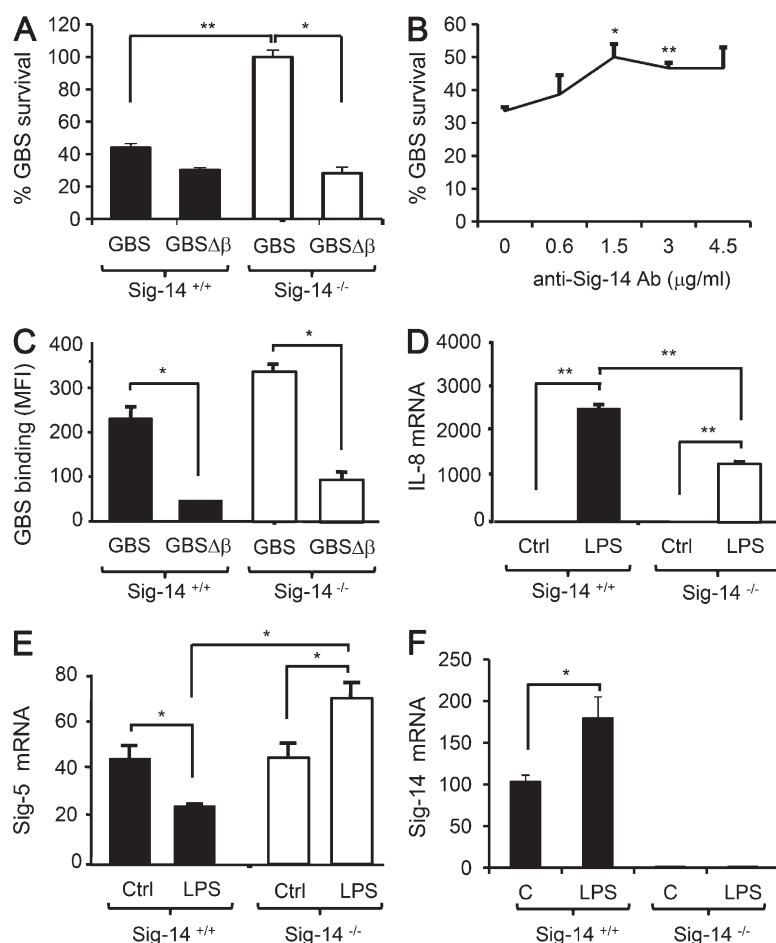 A
% GBS survival
120
100
80
60
40
20
0
**
*
GBS GBSΔβ GBS GBSΔβ
Sig-14 +/+ Sig-14 -/-
B
% GBS survival
60
50
40
30
20
10
0
*
**
0 0.6 1.5 3 4.5
anti-Sig-14 Ab (μg/ml)
C
GBS binding (MFI)
400
300
200
100
0
*
*
GBS GBSΔβ GBS GBSΔβ
Sig-14 +/+ Sig-14 -/-
D
IL-8 mRNA
4000
3000
2000
1000
0
**
**
**
Ctrl LPS Ctrl LPS
Sig-14 +/+ Sig-14 -/-
E
Sig-5 mRNA
80
60
40
20
0
*
*
*
Ctrl LPS Ctrl LPS
Sig-14 +/+ Sig-14 -/-
F
Sig-14 mRNA
250
200
150
100
50
0
*
C LPS C LPS
Sig-14 +/+ Sig-14 -/-